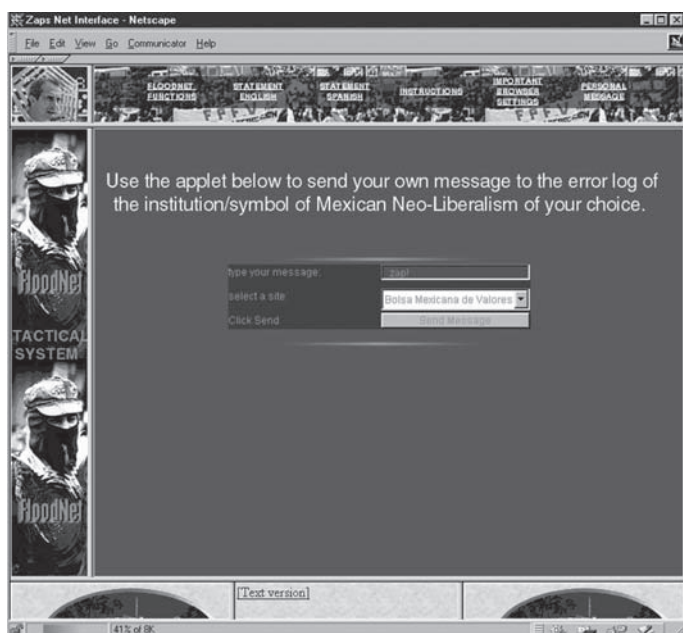 Zaps Net Interface - Netscape
File Edit View Go Communicator Help
FLOODNET FUNCTIONS
STATEMENT ENGLISH
STATEMENT SPANISH
INSTRUCTIONS
IMPORTANT BROWSER SETTINGS
PERSONAL MESSAGE
Use the applet below to send your own message to the error log of
the institution/symbol of Mexican Neo-Liberalism of your choice.
type your message: zap!
select a site Bolsa Mexicana de Valores
Click Send Send Message
FloodNet
TACTICAL
SYSTEM
FloodNet
[Text version]
41% of 8K